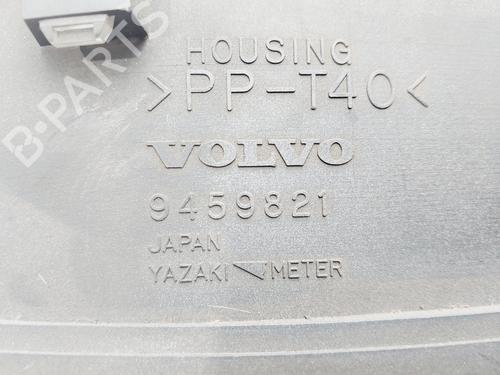 B-PARTS
HOUSING
>PP-T40<
VOLVO
9459821
JAPAN
YAZAKI METER